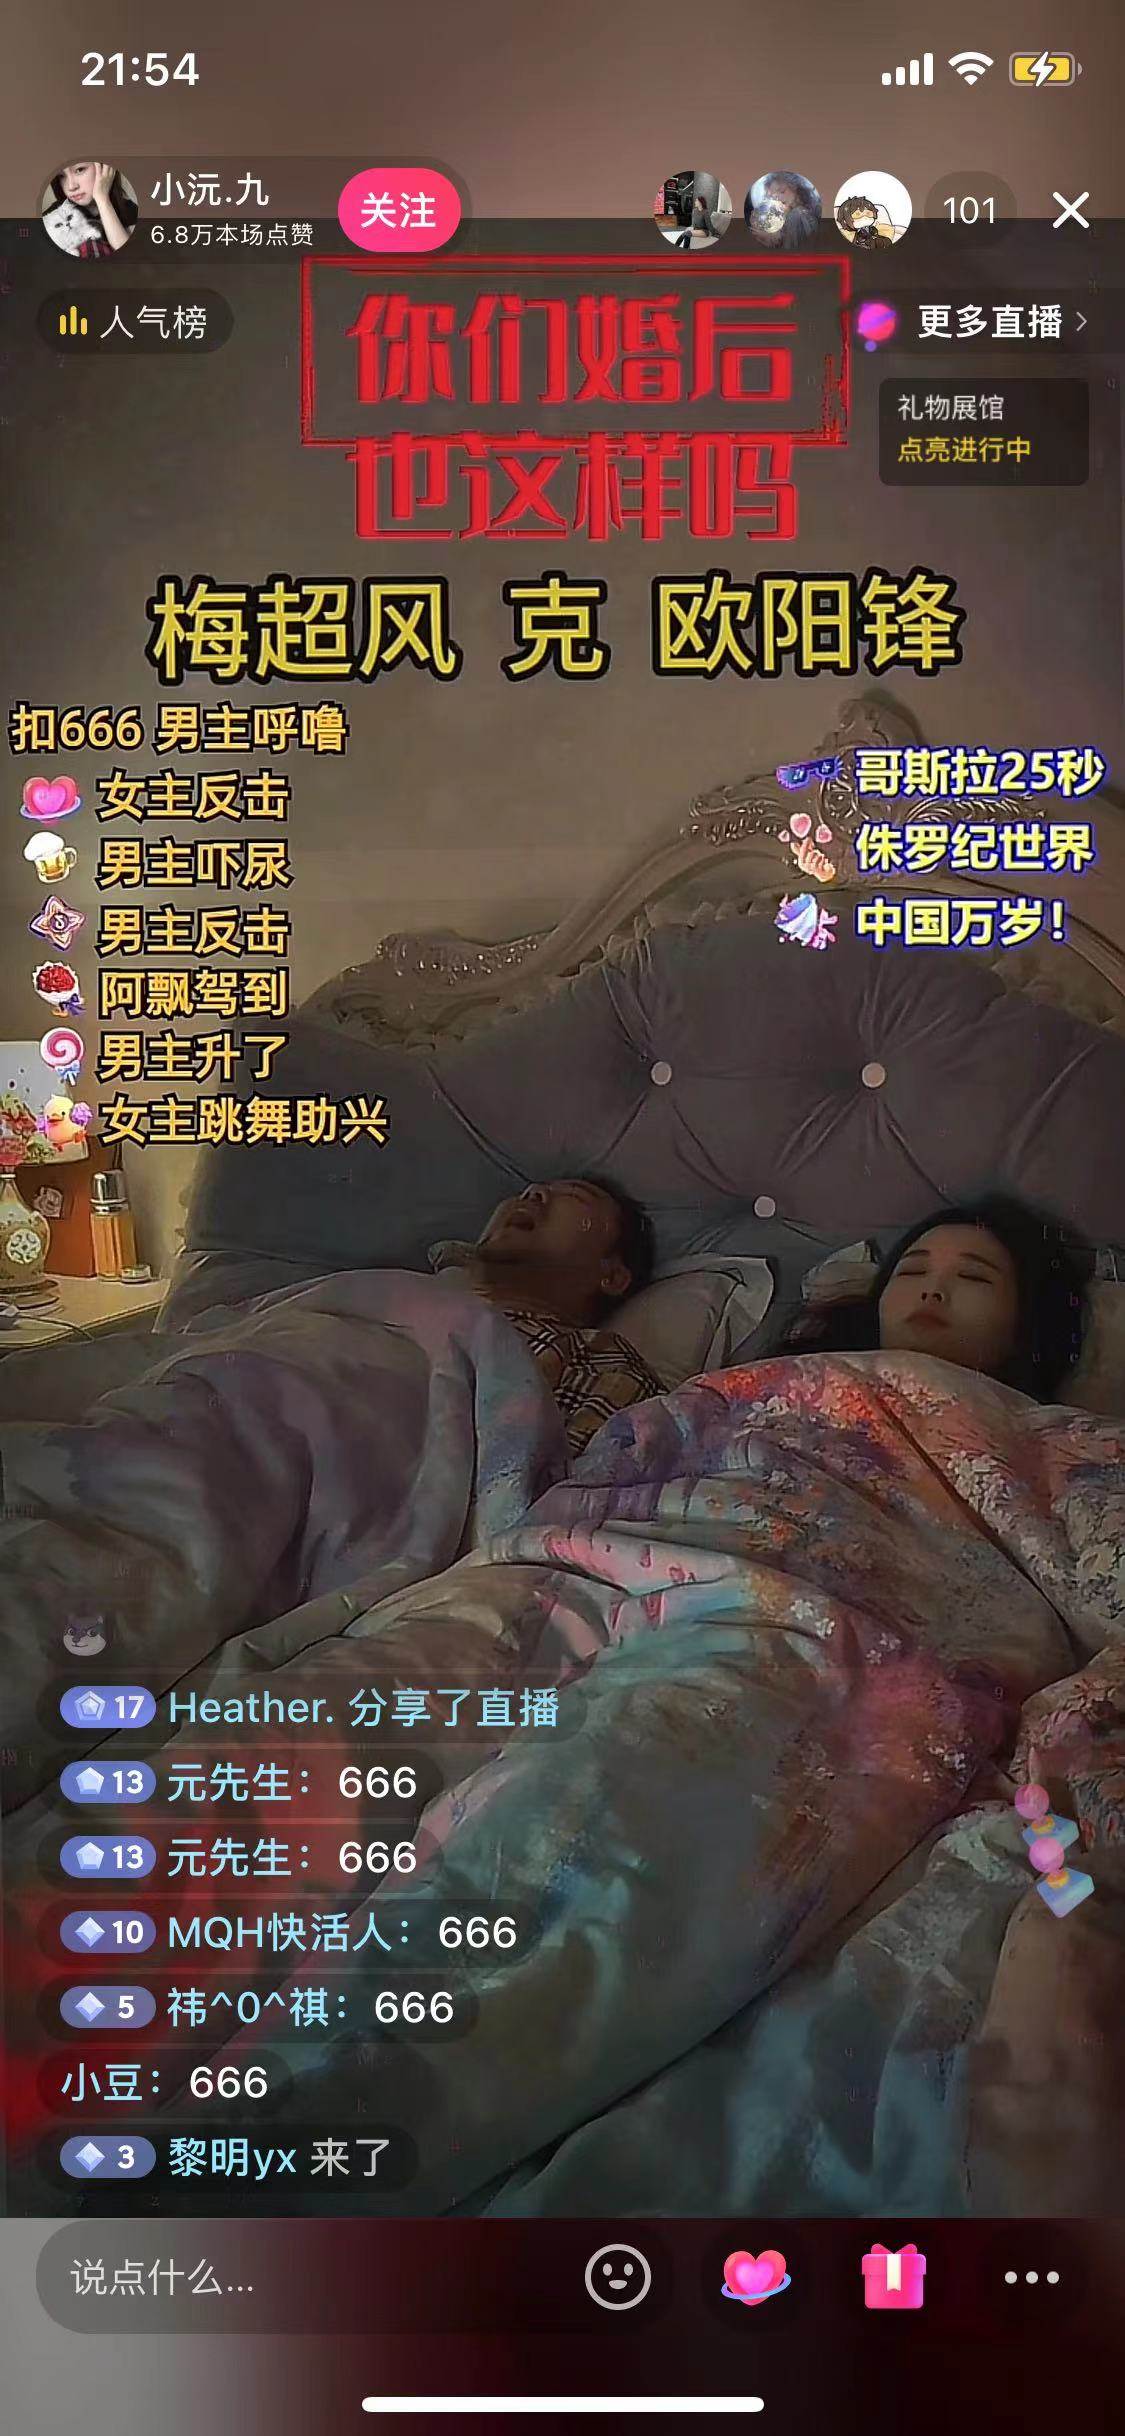 21:54
小沅.九
6.8万本场点赞
关注
101
人气榜
更多直播
礼物展馆
点亮进行中
你们婚后
也这样吗
梅超风 克 欧阳锋
扣666 男主呼噜
女主反击
男主吓尿
男主反击
阿飘驾到
男主升了
女主跳舞助兴
哥斯拉25秒
侏罗纪世界
中国万岁！
17 Heather. 分享了直播
13 元先生：666
13 元先生：666
10 MQH快活人：666
5 祎^0^祺：666
小豆：666
3 黎明yx 来了
说点什么...